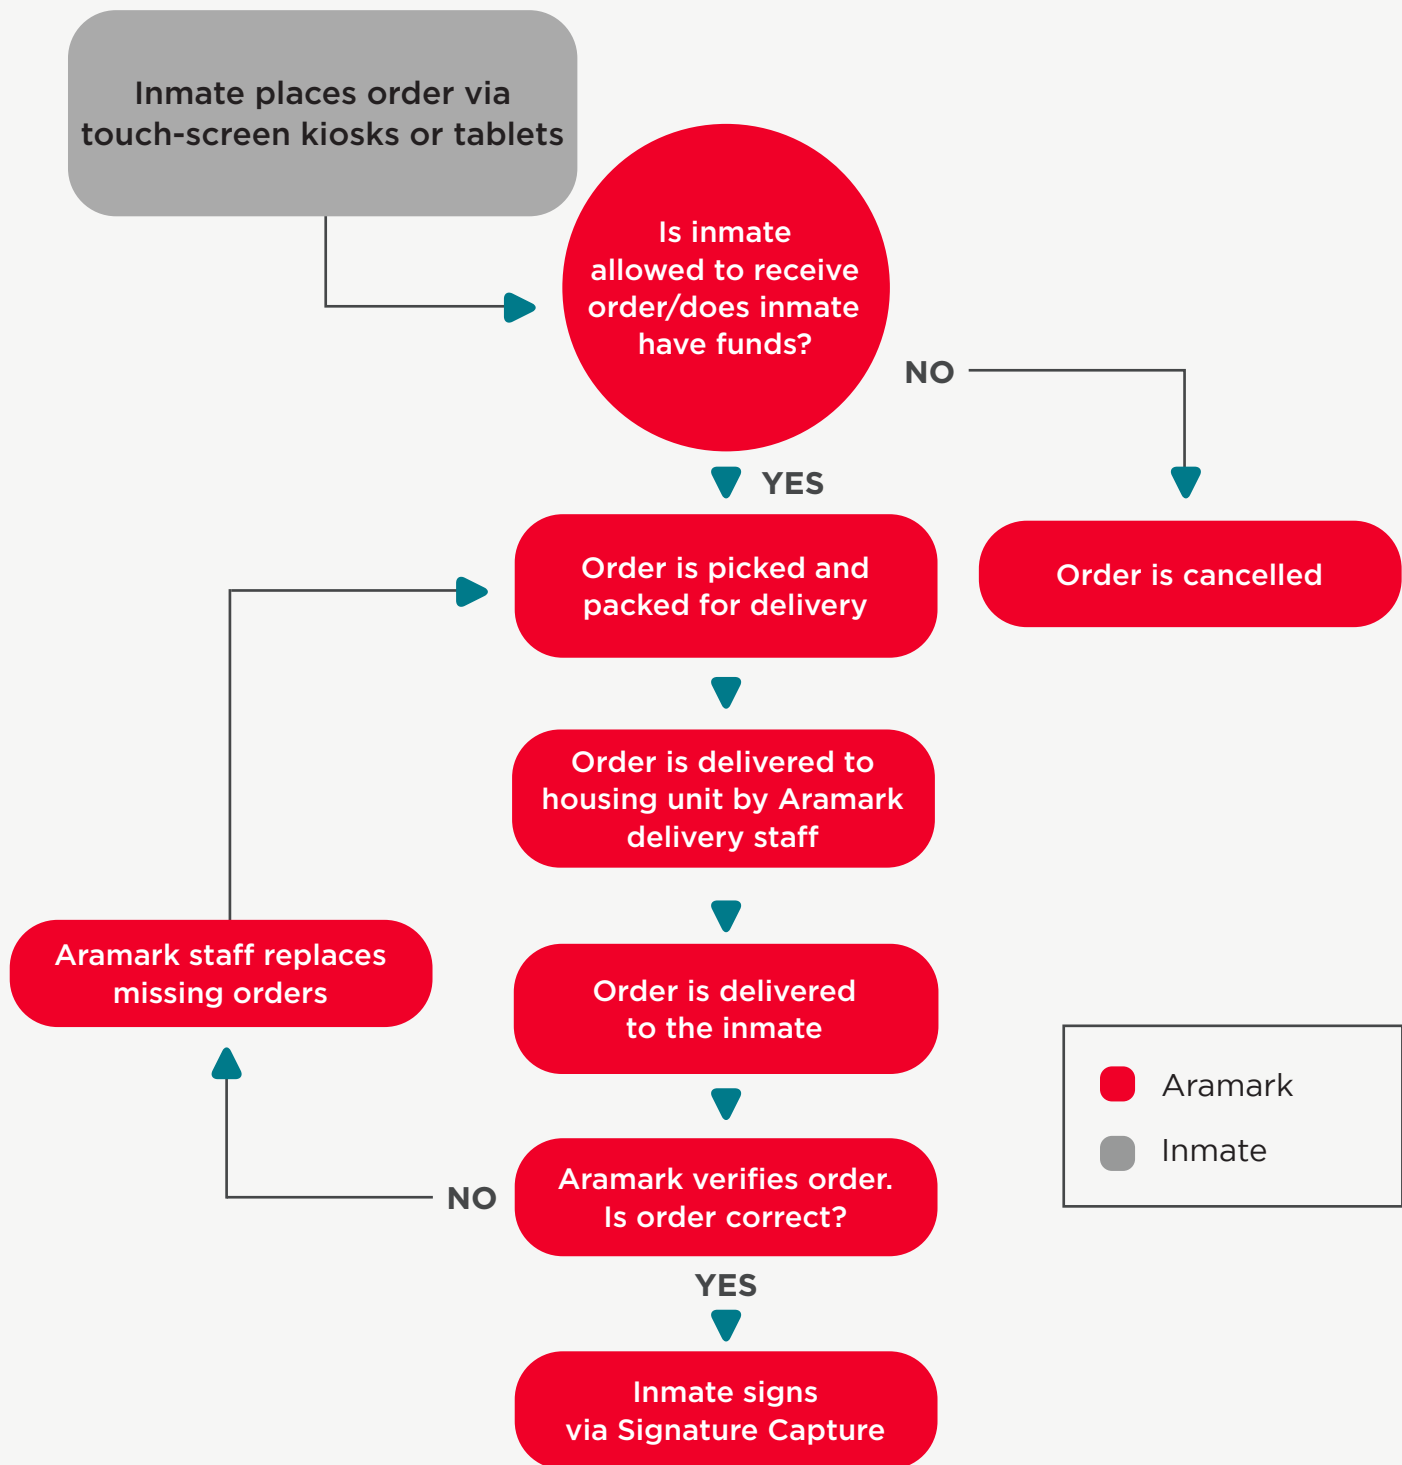 Inmate places order via
touch-screen kiosks or tablets
Is inmate
allowed to receive
order/does inmate
have funds?
NO
YES
Order is picked and
packed for delivery
Order is cancelled
Order is delivered to
housing unit by Aramark
delivery staff
Aramark staff replaces
missing orders
Order is delivered
to the inmate
Aramark
Inmate
Aramark verifies order.
Is order correct?
NO
YES
Inmate signs
via Signature Capture